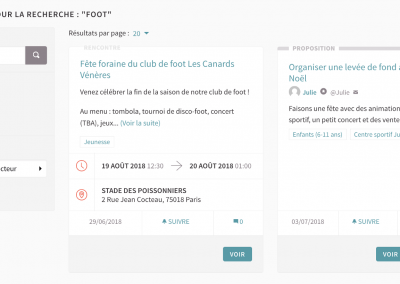 OUR LA RECHERCHE : "FOOT"
Résultats par page : 20
RENCONTRE
Fête foraine du club de foot Les Canards
Vénères
Venez célébrer la fin de la saison de notre club de foot !
Au menu : tombola, tournoi de disco-foot, concert
(TBA), jeux... (Voir la suite)
Jeunesse
19 AOÛT 2018 12:30 → 20 AOÛT 2018 01:00
STADE DES POISSONNIERS
2 Rue Jean Cocteau, 75018 Paris
29/06/2018 SUIVRE 0
VOIR
PROPOSITION
Organiser une levée de fond
Noël
Julie @Julie
Faisons une fête avec des animation
sportif, un petit concert et des vente
Enfants (6-11 ans) Centre sportif Ju
03/07/2018 SUIVRE
VOIR
cteur